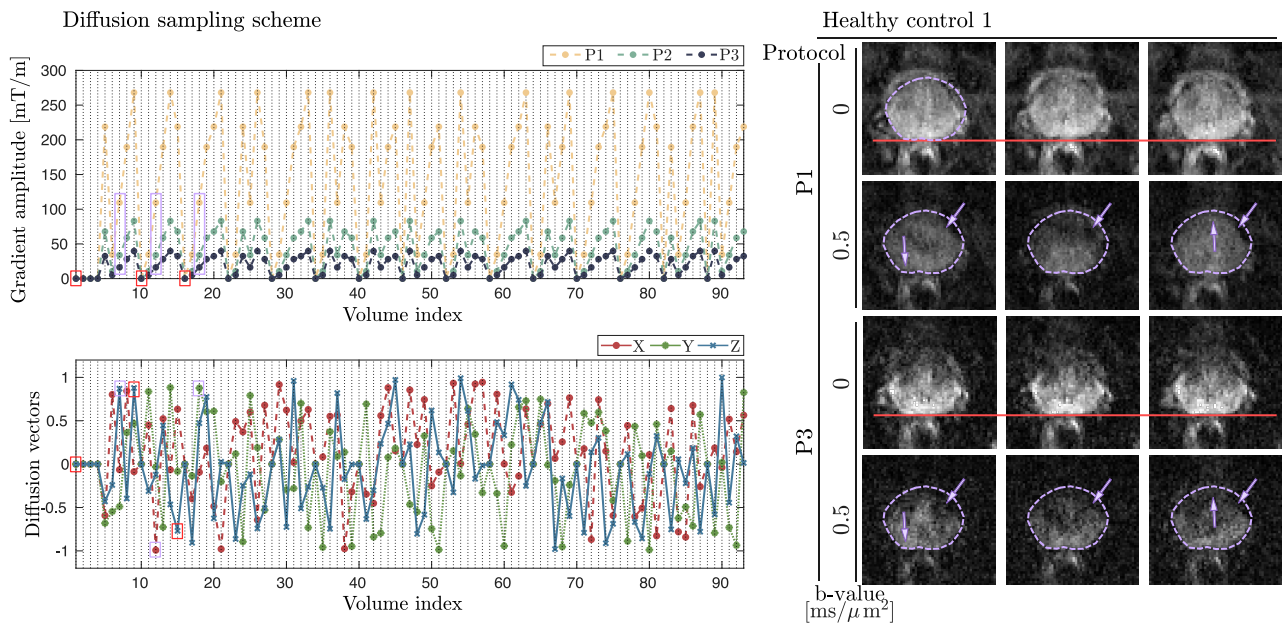 Diffusion sampling scheme
P1 P2 P3
Gradient amplitude [mT/m]
300
250
200
150
100
50
0
10 20 30 40 50 60 70 80 90
Volume index
X Y Z
Diffusion vectors
1
0.5
0
-0.5
-1
10 20 30 40 50 60 70 80 90
Volume index
Healthy control 1
Protocol
P1
0
0.5
P3
0
0.5
b-value
[ms/μm²]